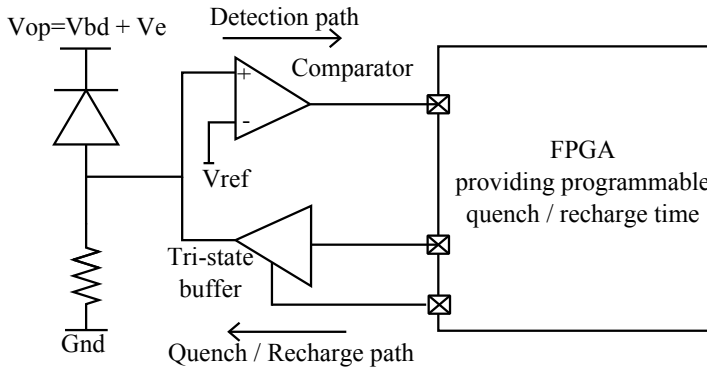 Vop=Vbd + Ve
Detection path
Comparator
+
-
Vref
FPGA
providing programmable
quench / recharge time
Tri-state
buffer
Gnd
Quench / Recharge path